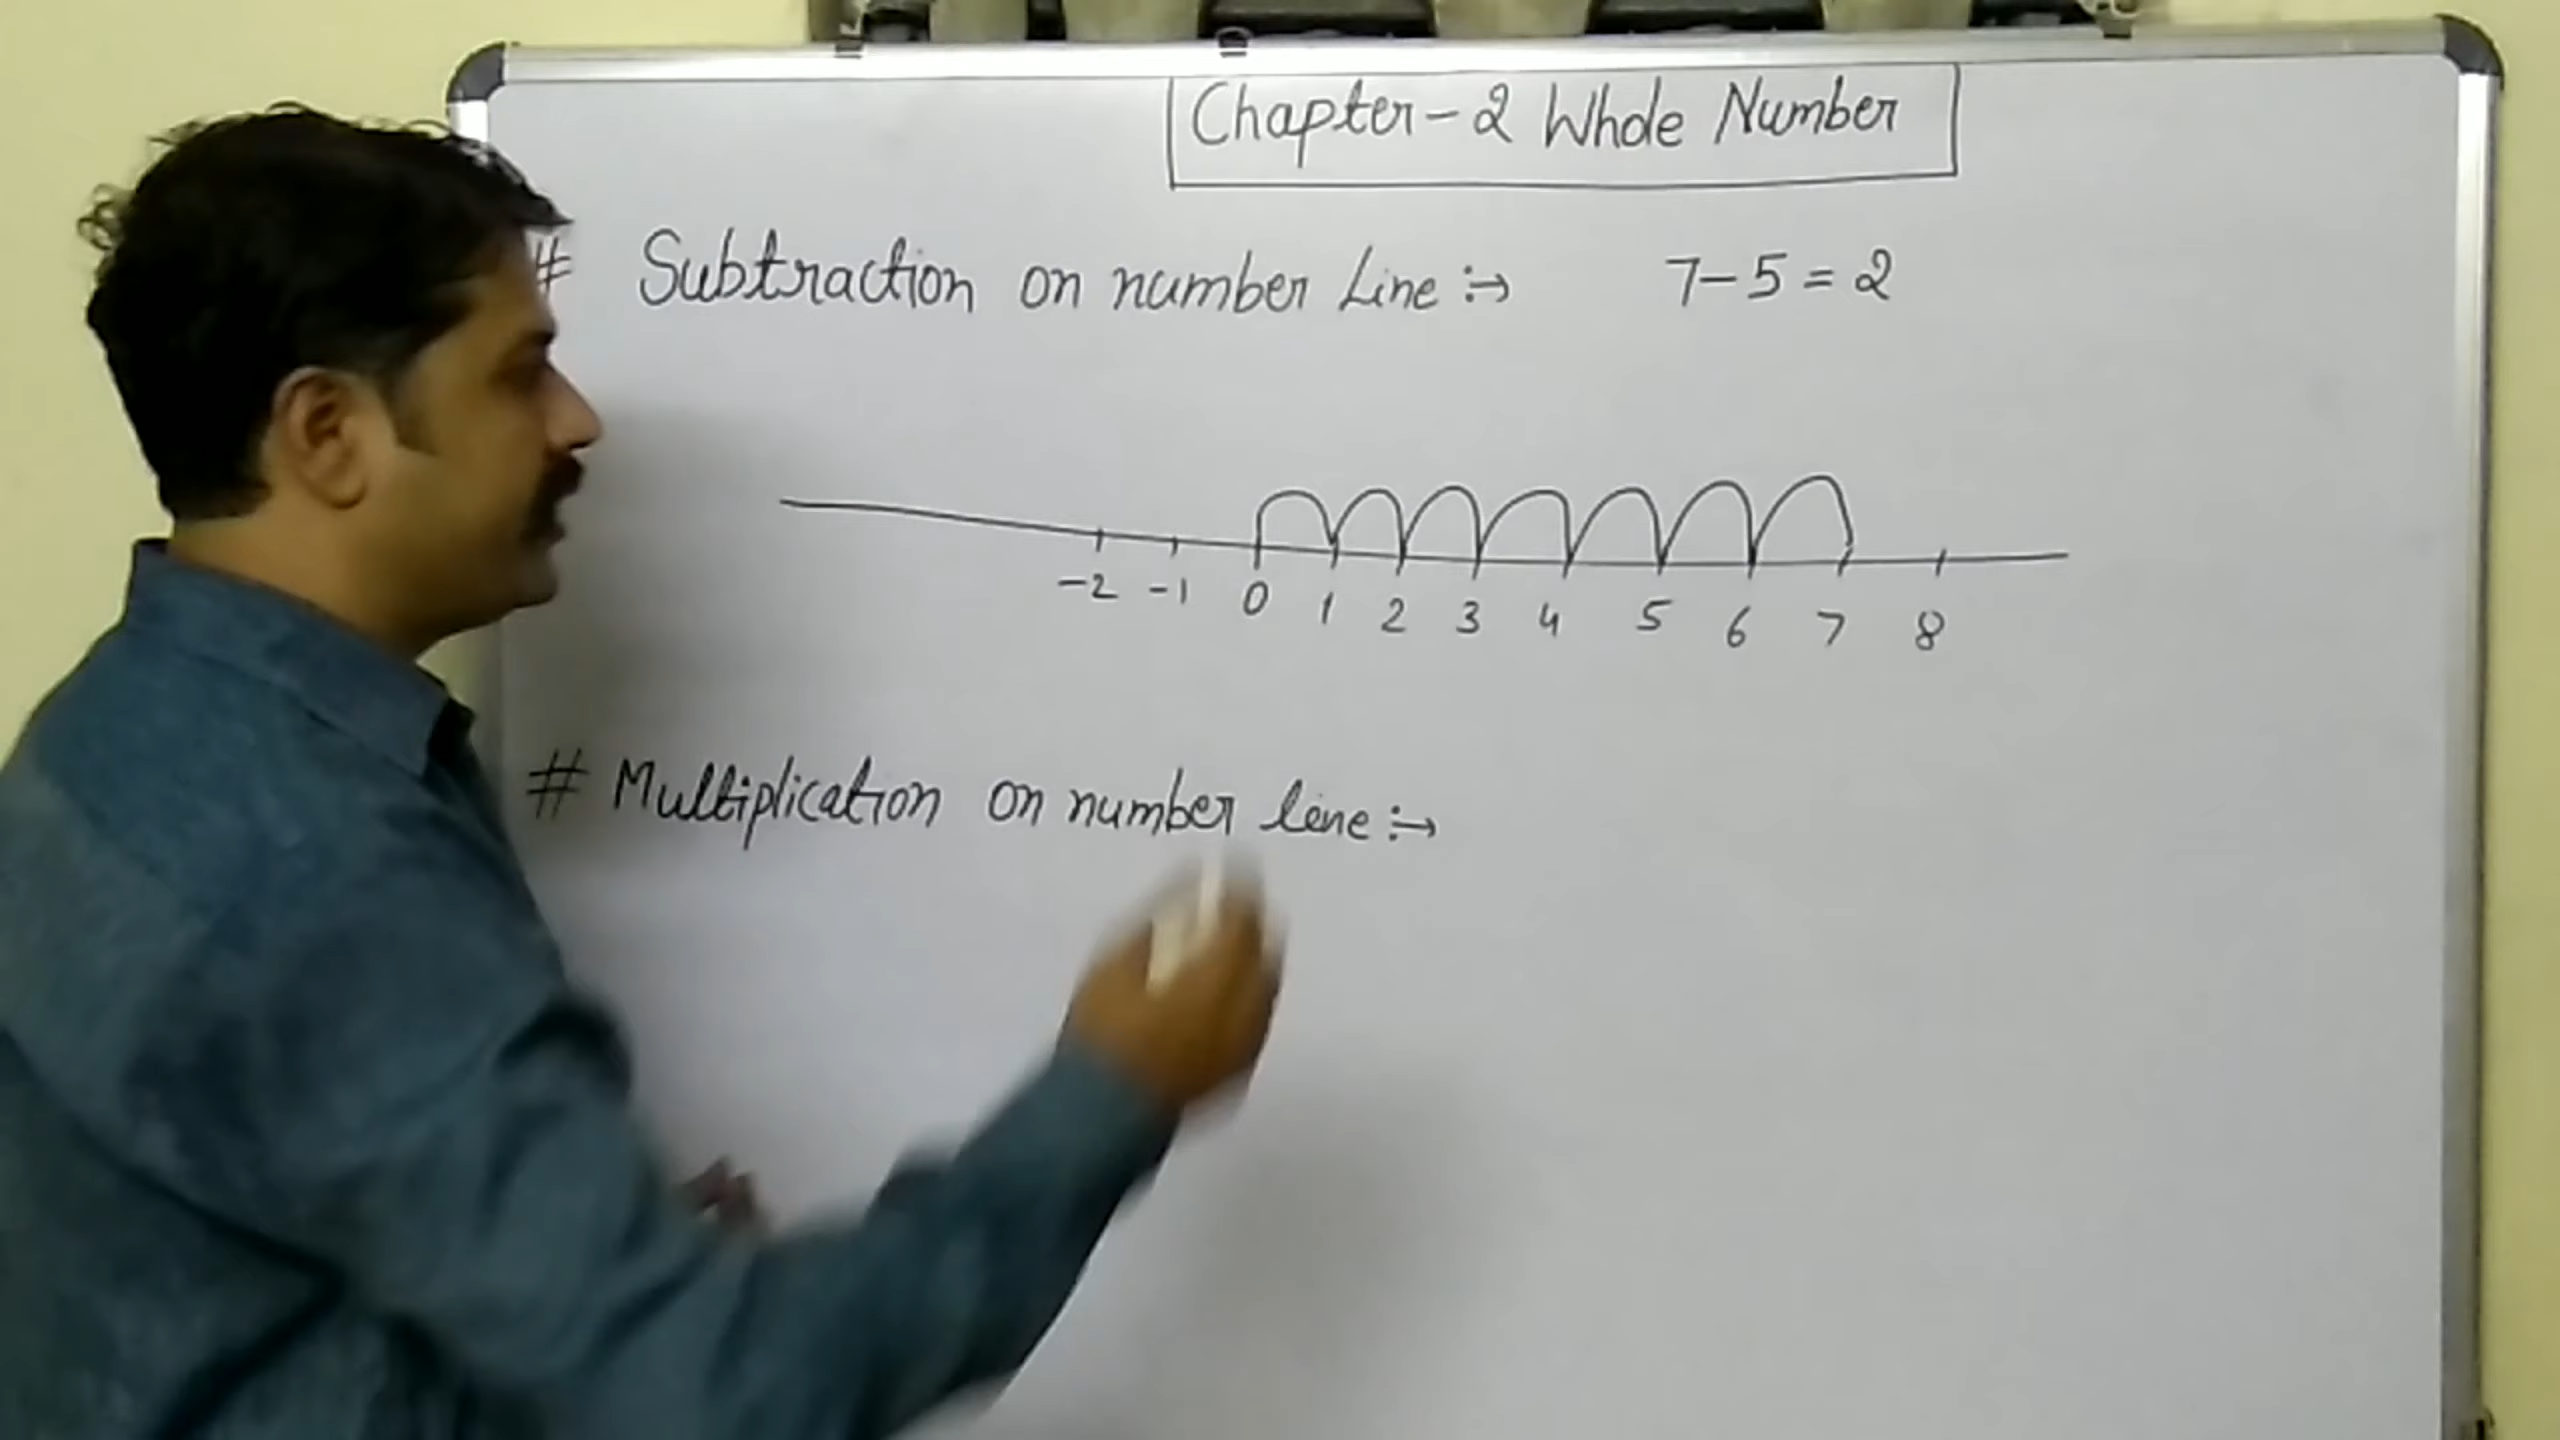 Chapter-2 Whole Number
# Subtraction on number Line :→ 7-5=2
-2 -1 0 1 2 3 4 5 6 7 8
# Multiplication on number line :→